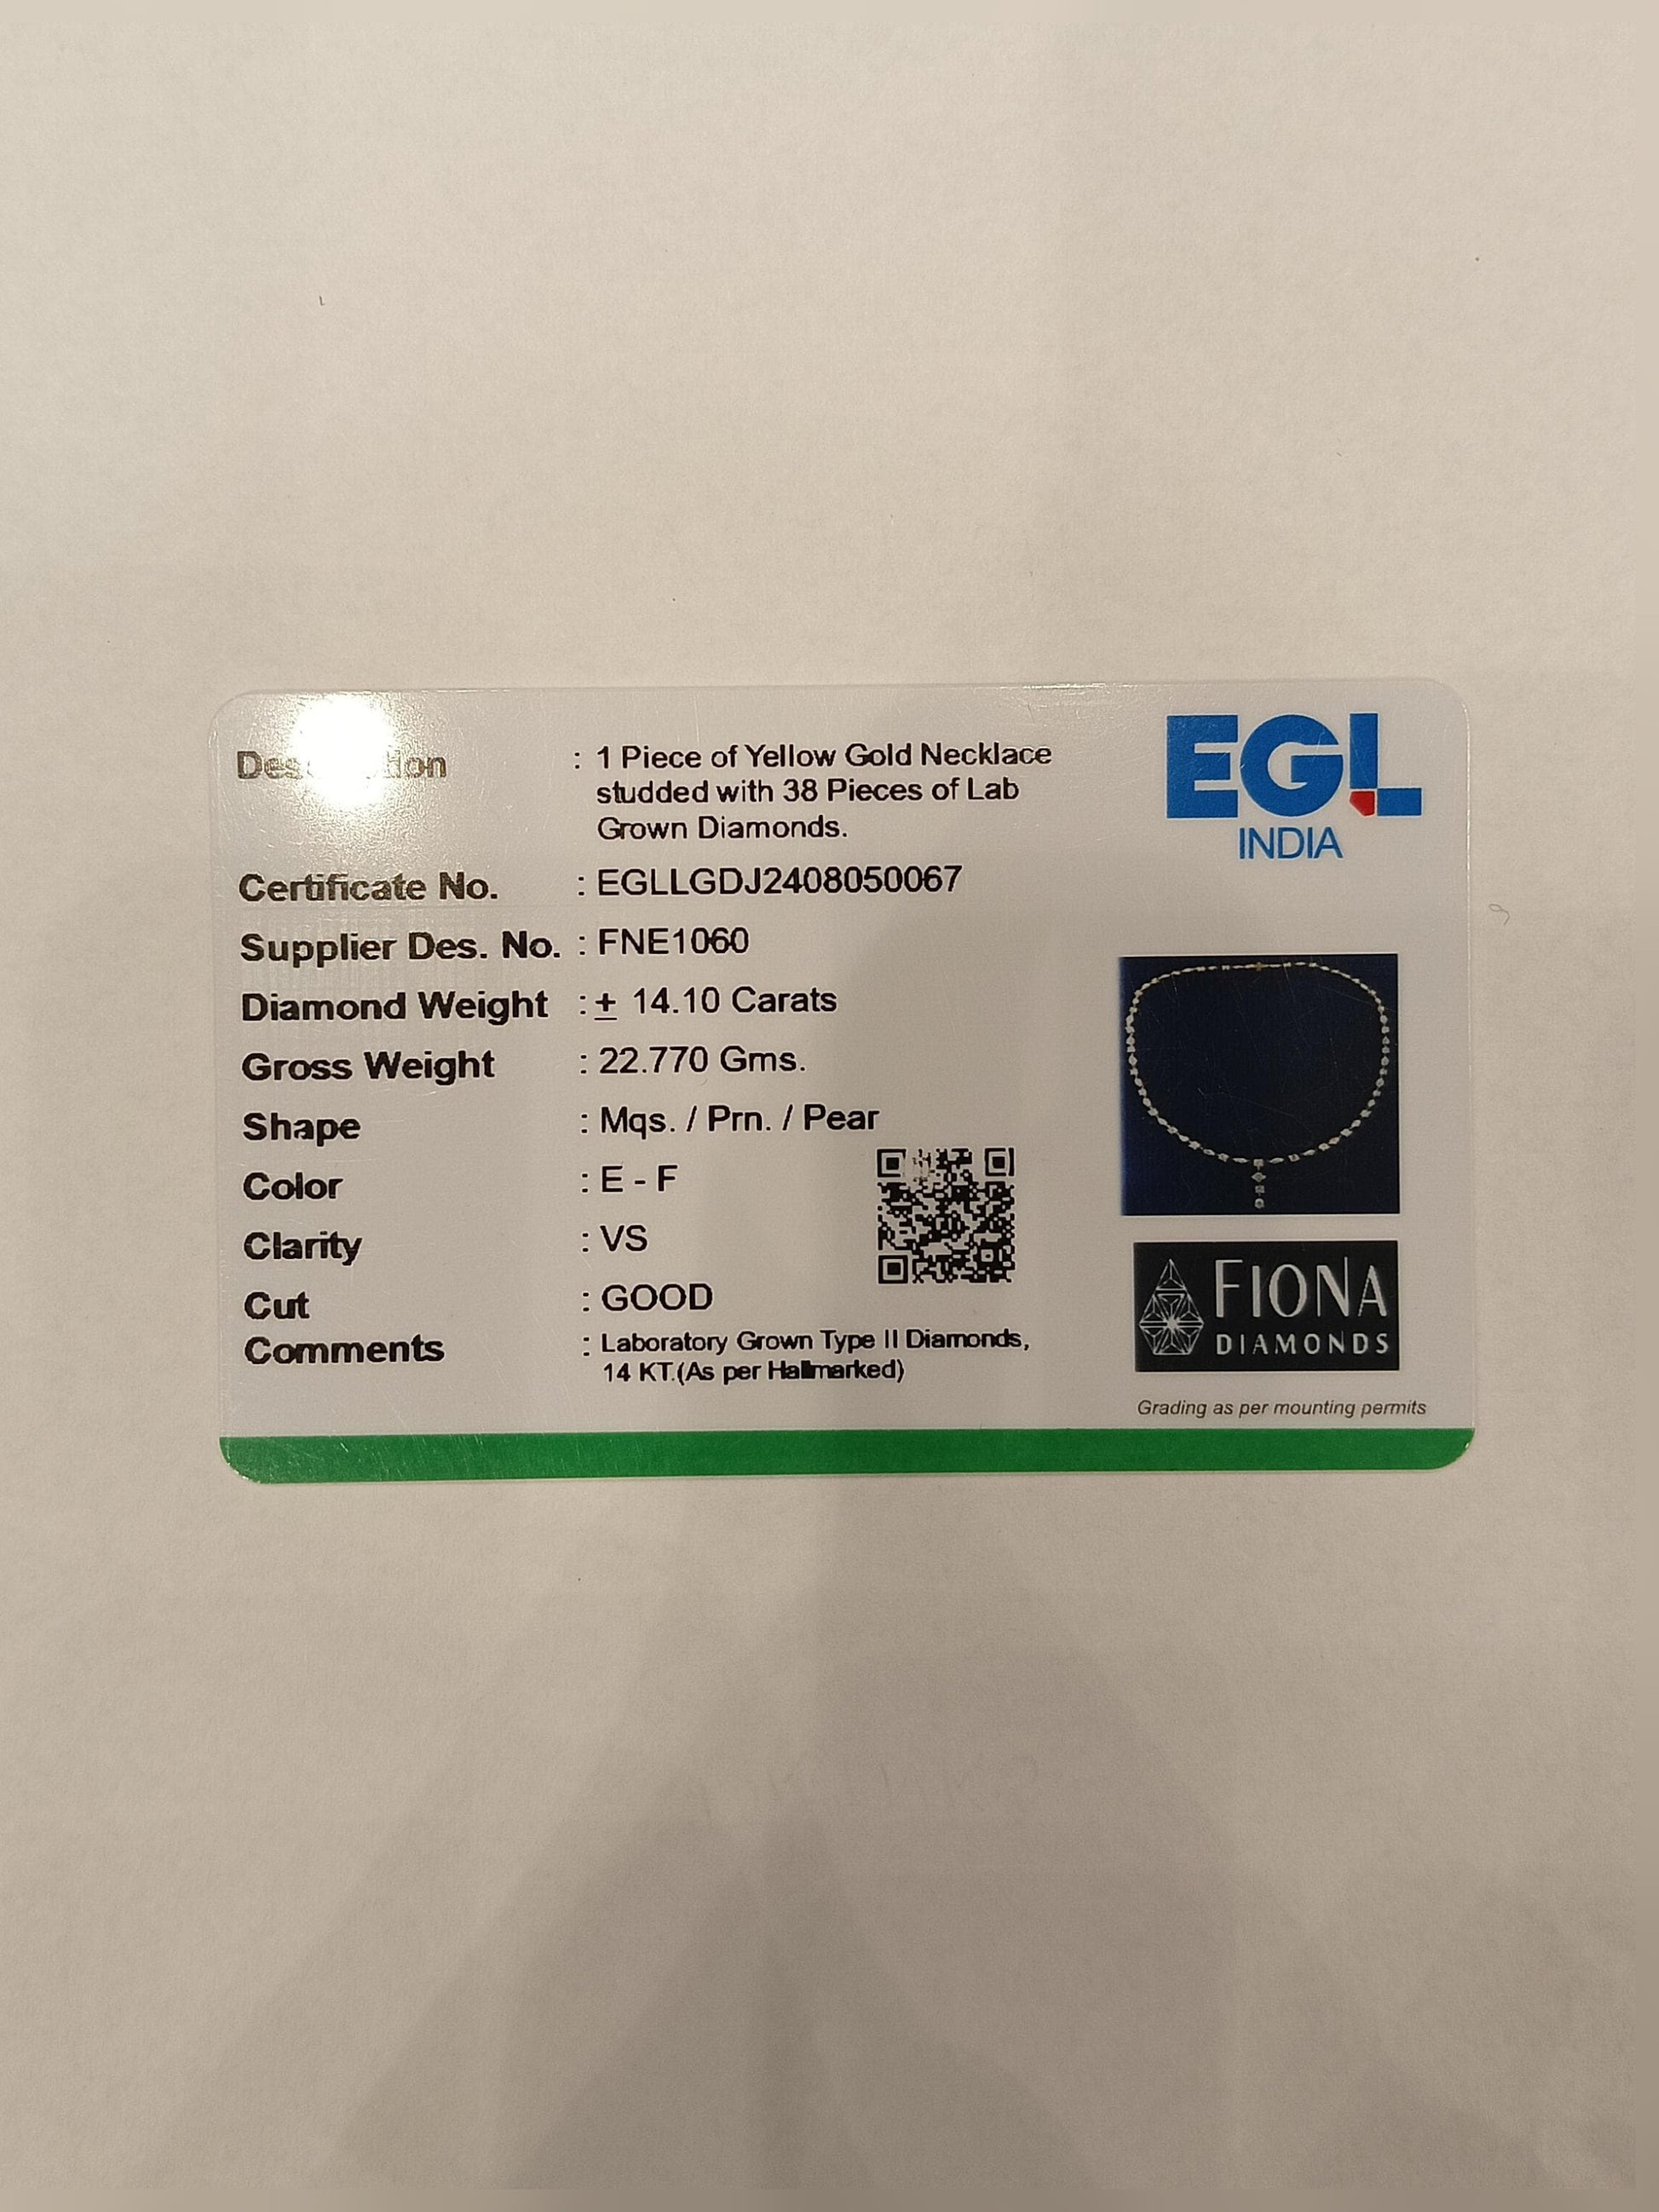 Description : 1 Piece of Yellow Gold Necklace
studded with 38 Pieces of Lab
Grown Diamonds.
Certificate No. : EGLLGDJ2408050067
Supplier Des. No. : FNE1060
Diamond Weight : ± 14.10 Carats
Gross Weight : 22.770 Gms.
Shape : Mqs. / Prn. / Pear
Color : E - F
Clarity : VS
Cut : GOOD
Comments : Laboratory Grown Type II Diamonds,
14 KT.(As per Hallmarked)
EGL
INDIA
FIONA
DIAMONDS
Grading as per mounting permits